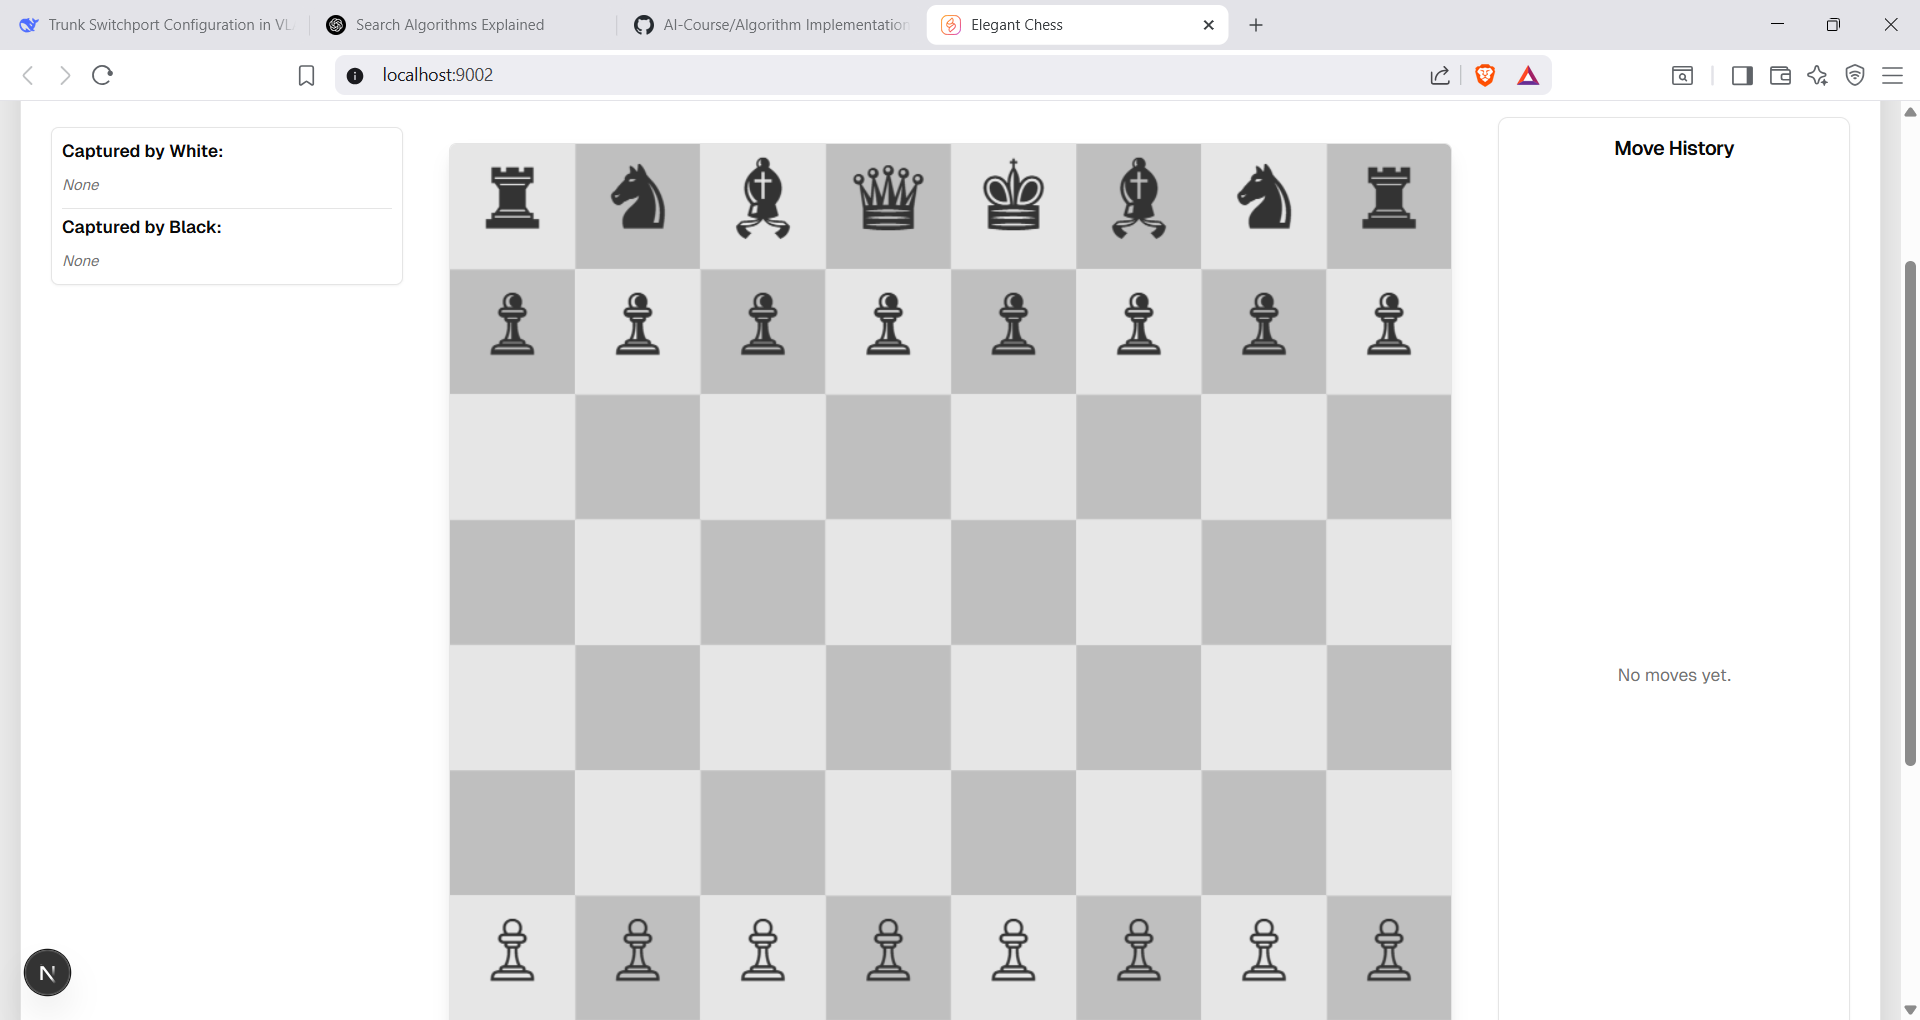 Trunk Switchport Configuration in VL
Search Algorithms Explained
AI-Course/Algorithm Implementation
Elegant Chess
localhost:9002
Captured by White:
None
Captured by Black:
None
Move History
No moves yet.
N